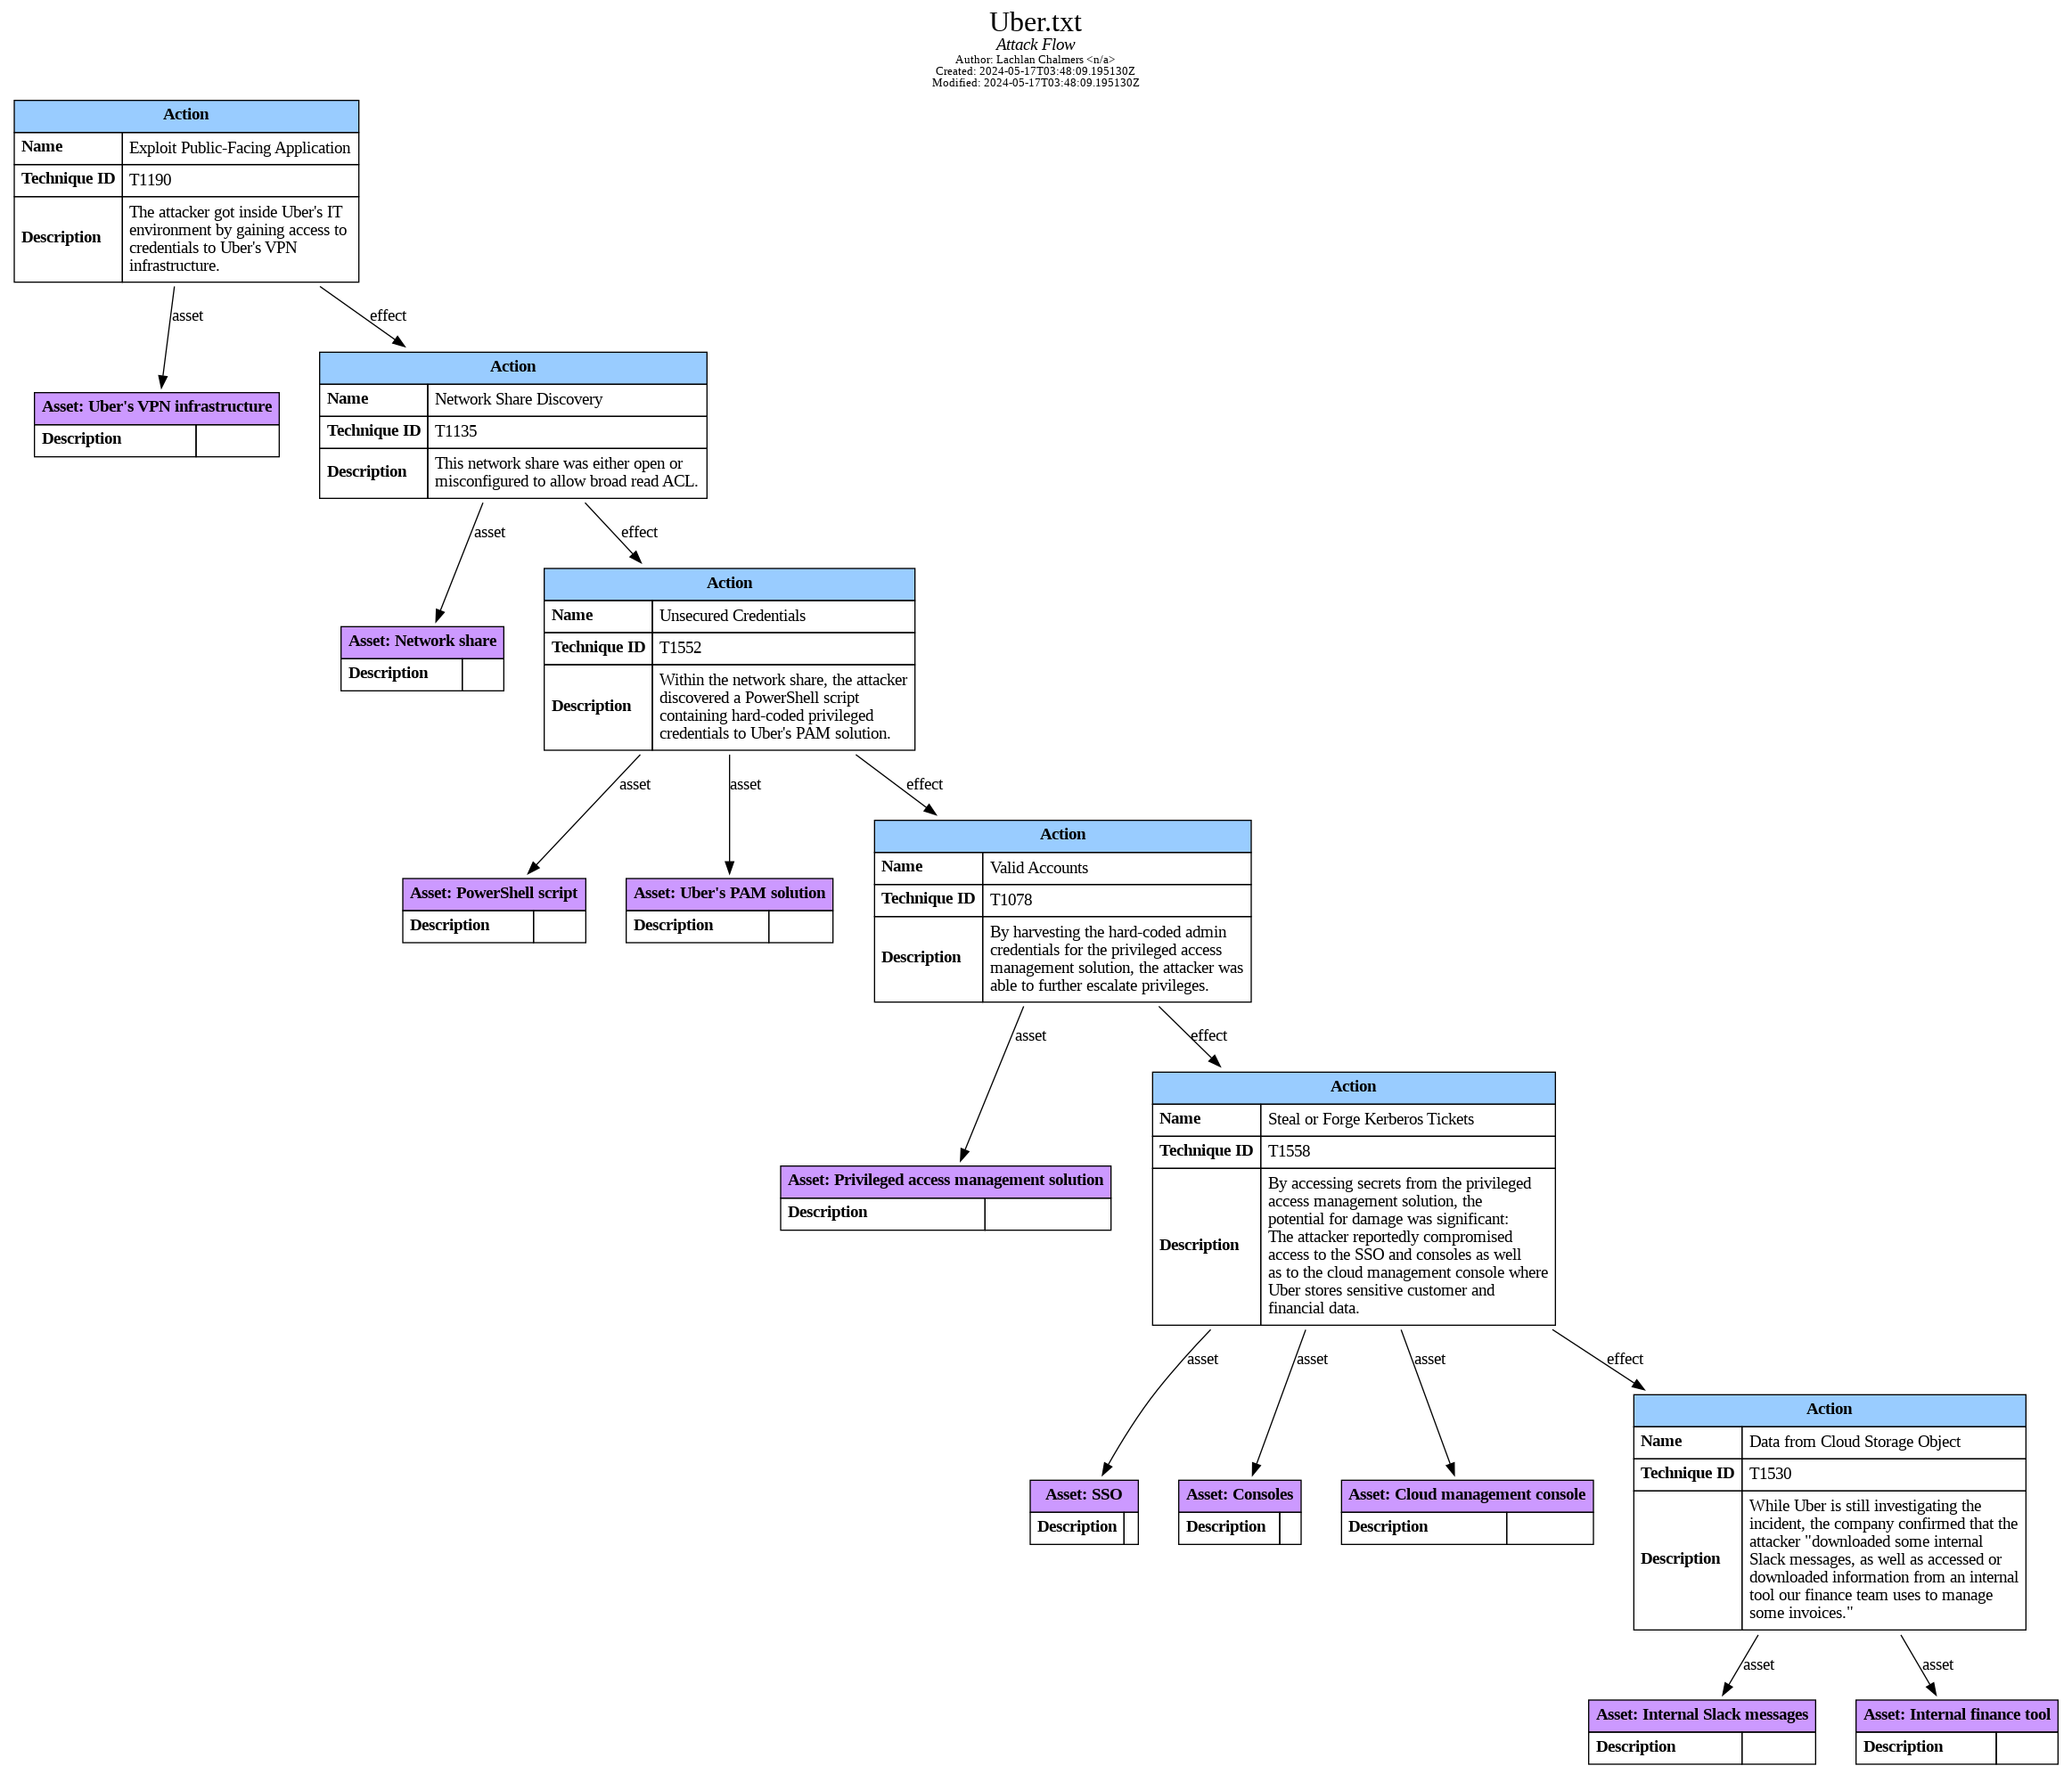 Uber.txt
Attack Flow
Author: Lachlan Chalmers <n/a>
Created: 2024-05-17T03:48:09.195130Z
Modified: 2024-05-17T03:48:09.195130Z
Action
Name Exploit Public-Facing Application
Technique ID T1190
Description
The attacker got inside Uber's IT
environment by gaining access to
credentials to Uber's VPN
infrastructure.
asset
effect
Asset: Uber's VPN infrastructure
Description
Action
Name Network Share Discovery
Technique ID T1135
Description
This network share was either open or
misconfigured to allow broad read ACL.
asset
effect
Asset: Network share
Description
Action
Name Unsecured Credentials
Technique ID T1552
Description
Within the network share, the attacker
discovered a PowerShell script
containing hard-coded privileged
credentials to Uber's PAM solution.
asset
asset
effect
Asset: PowerShell script
Description
Asset: Uber's PAM solution
Description
Action
Name Valid Accounts
Technique ID T1078
Description
By harvesting the hard-coded admin
credentials for the privileged access
management solution, the attacker was
able to further escalate privileges.
asset
effect
Asset: Privileged access management solution
Description
Action
Name Steal or Forge Kerberos Tickets
Technique ID T1558
Description
By accessing secrets from the privileged
access management solution, the
potential for damage was significant:
The attacker reportedly compromised
access to the SSO and consoles as well
as to the cloud management console where
Uber stores sensitive customer and
financial data.
asset
asset
asset
effect
Asset: SSO
Description
Asset: Consoles
Description
Asset: Cloud management console
Description
Action
Name Data from Cloud Storage Object
Technique ID T1530
Description
While Uber is still investigating the
incident, the company confirmed that the
attacker "downloaded some internal
Slack messages, as well as accessed or
downloaded information from an internal
tool our finance team uses to manage
some invoices."
asset
asset
Asset: Internal Slack messages
Description
Asset: Internal finance tool
Description